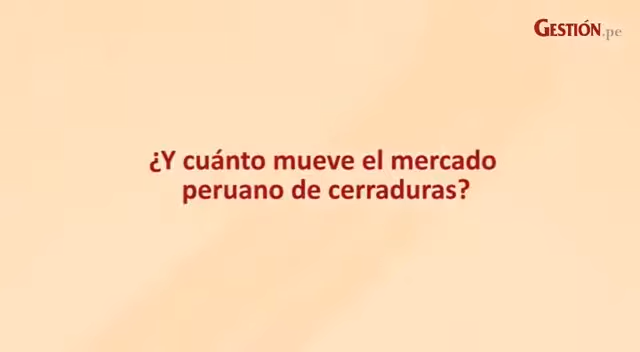 GESTIÓN.pe
¿Y cuánto mueve el mercado
peruano de cerraduras?